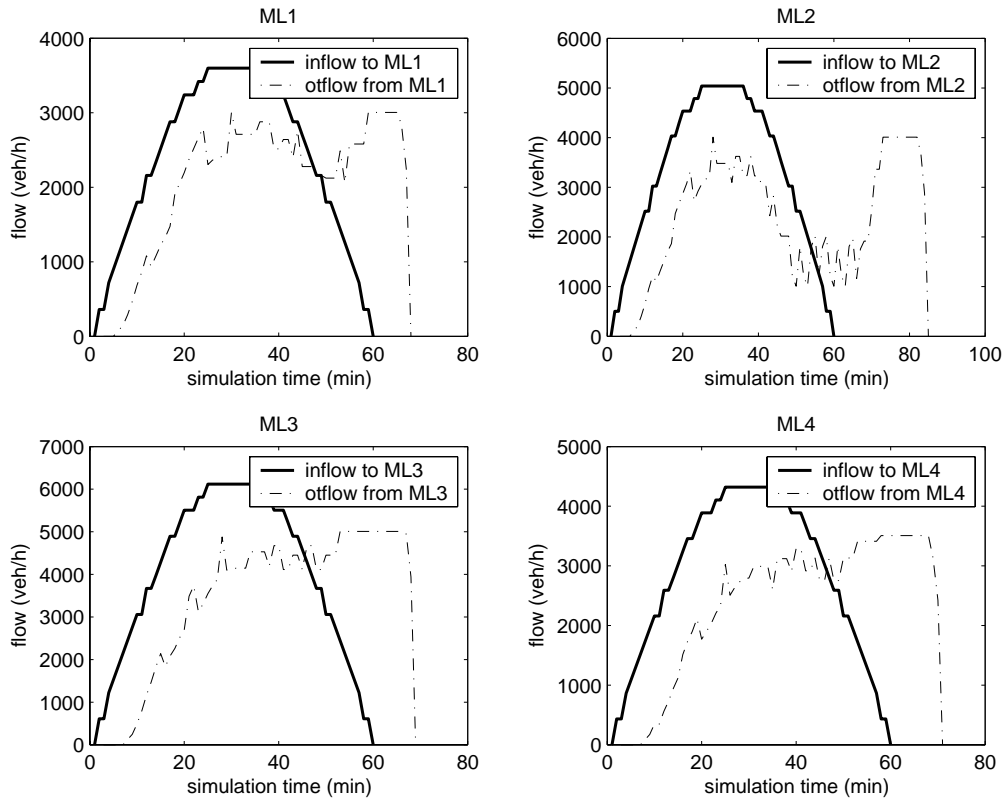 ML1
4000
3000
2000
1000
0
flow (veh/h)
inflow to ML1
otflow from ML1
0 20 40 60 80
simulation time (min)
ML2
6000
5000
4000
3000
2000
1000
0
flow (veh/h)
inflow to ML2
otflow from ML2
0 20 40 60 80 100
simulation time (min)
ML3
7000
6000
5000
4000
3000
2000
1000
0
flow (veh/h)
inflow to ML3
otflow from ML3
0 20 40 60 80
simulation time (min)
ML4
5000
4000
3000
2000
1000
0
flow (veh/h)
inflow to ML4
otflow from ML4
0 20 40 60 80
simulation time (min)